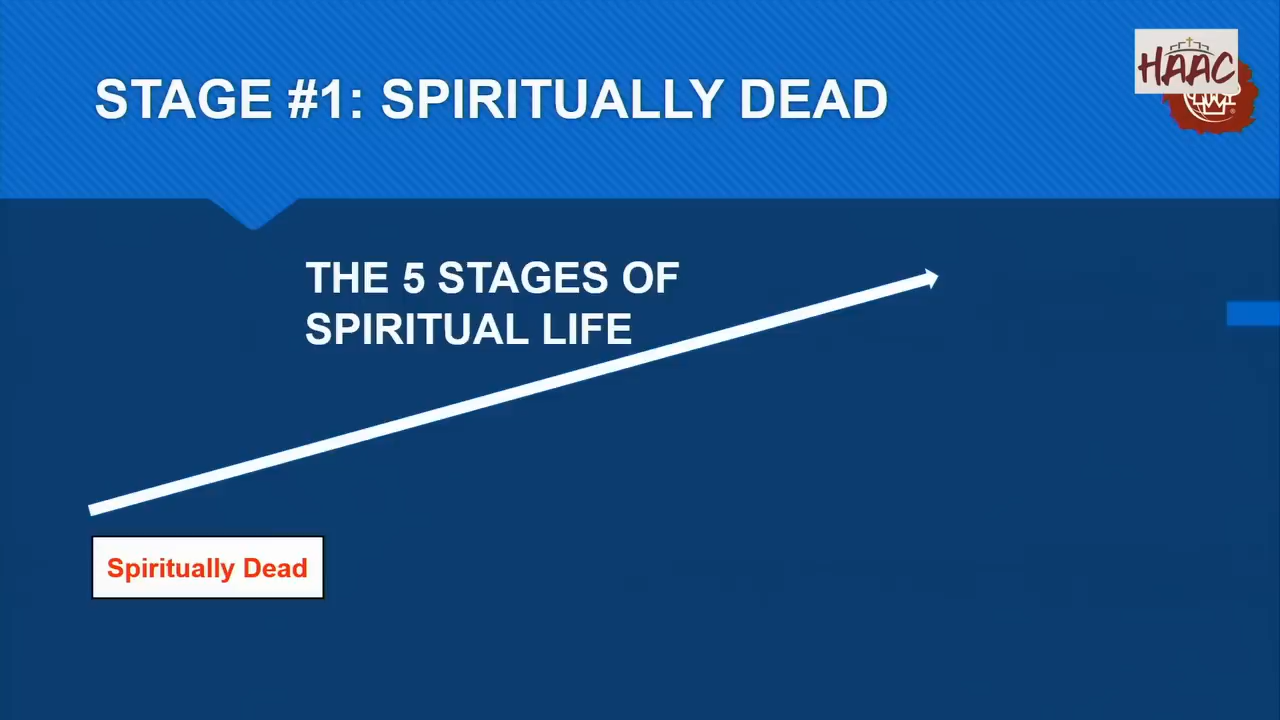 STAGE #1: SPIRITUALLY DEAD
HAAC
THE 5 STAGES OF
SPIRITUAL LIFE
Spiritually Dead